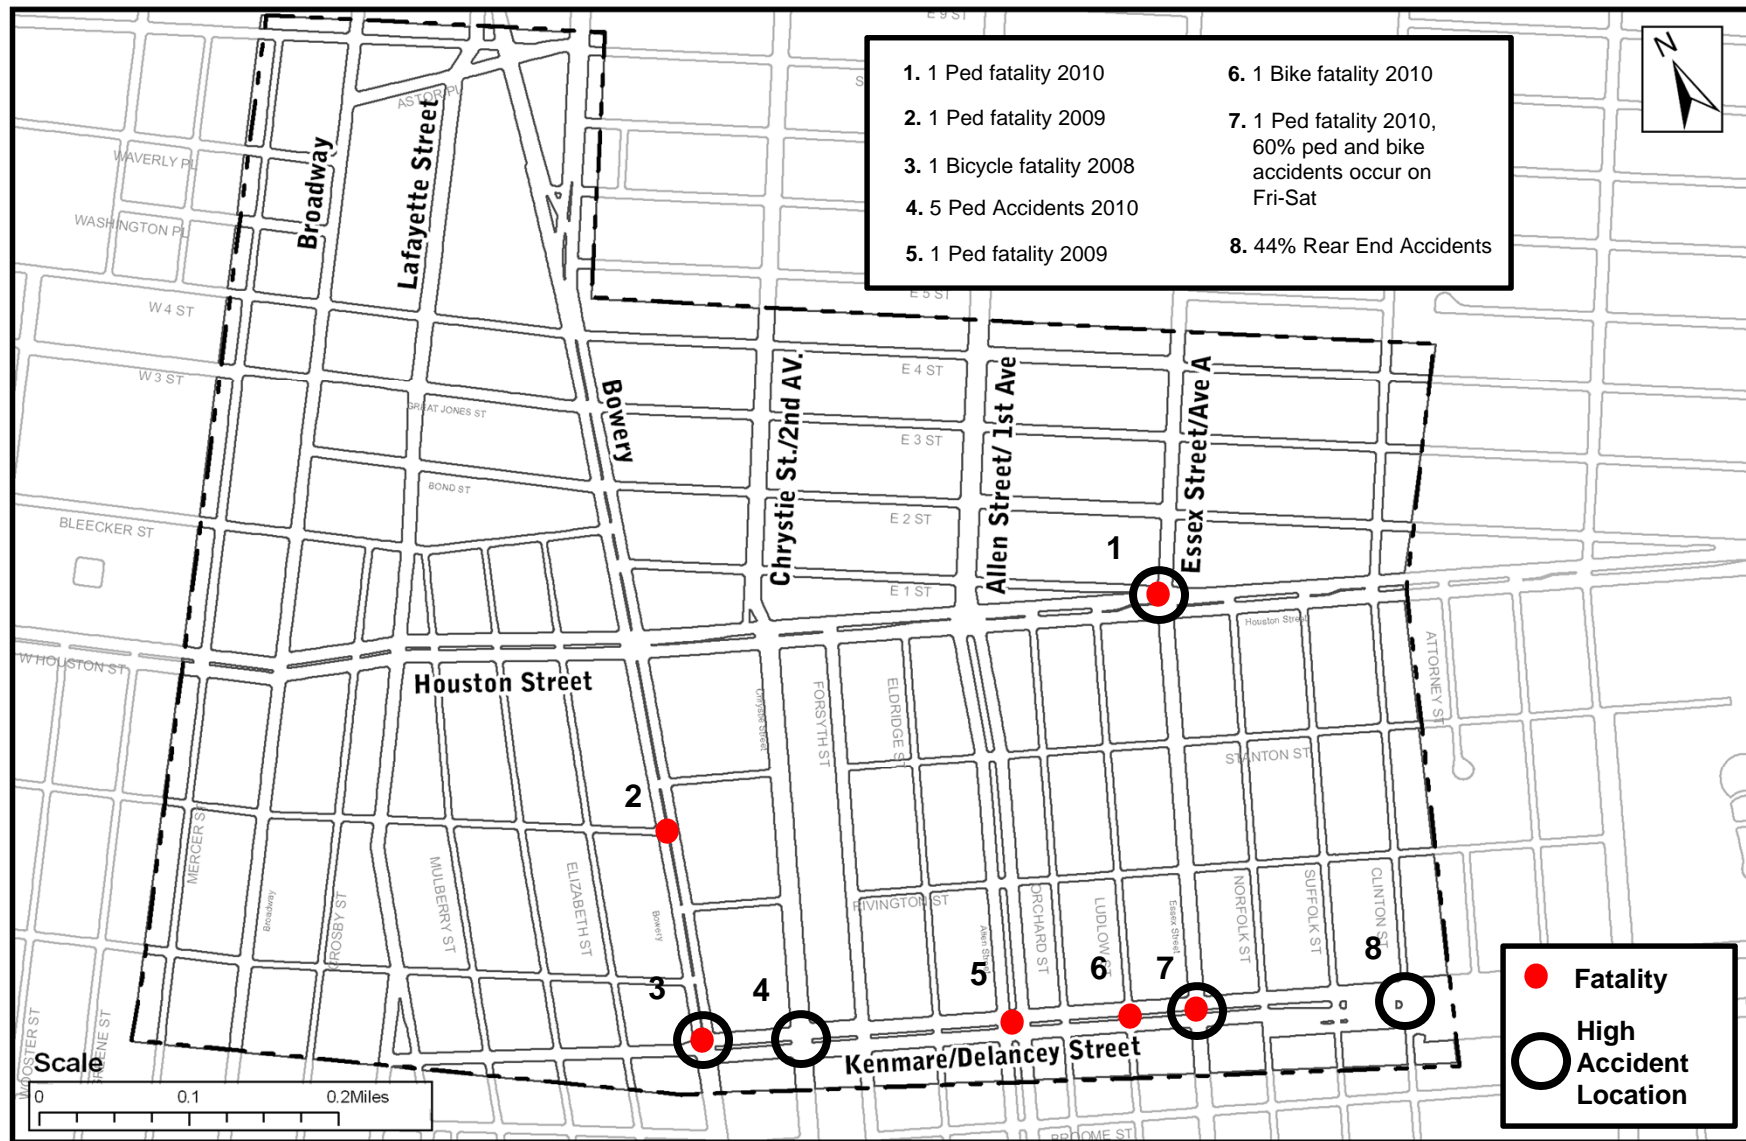 E 9 ST
1. 1 Ped fatality 2010
2. 1 Ped fatality 2009
3. 1 Bicycle fatality 2008
4. 5 Ped Accidents 2010
5. 1 Ped fatality 2009
6. 1 Bike fatality 2010
7. 1 Ped fatality 2010,
60% ped and bike
accidents occur on
Fri-Sat
8. 44% Rear End Accidents
N
ASTOR PL
Broadway
Lafayette Street
WAVERLY PL
WASHINGTON PL
E 5 ST
W 4 ST
W 3 ST
GREAT JONES ST
Bowery
Chrystie St./2nd AV.
E 4 ST
E 3 ST
E 2 ST
E 1 ST
Allen Street/ 1st Ave
Essex Street/Ave A
BOND ST
BLEECKER ST
1
Houston Street
W HOUSTON ST
Houston Street
ATTORNEY ST
Chrystie Street
FORSYTH ST
ELDRIDGE ST
STANTON ST
2
MERCER ST
Broadway
CROSBY ST
MULBERRY ST
ELIZABETH ST
Bowery
RIVINGTON ST
Allen Street
ORCHARD ST
LUDLOW ST
Essex Street
NORFOLK ST
SUFFOLK ST
CLINTON ST
3
4
5
6
7
8
Kenmare/Delancey Street
WOOSTER ST
GREENE ST
BROOME ST
Scale
0 0.1 0.2Miles
Fatality
High
Accident
Location